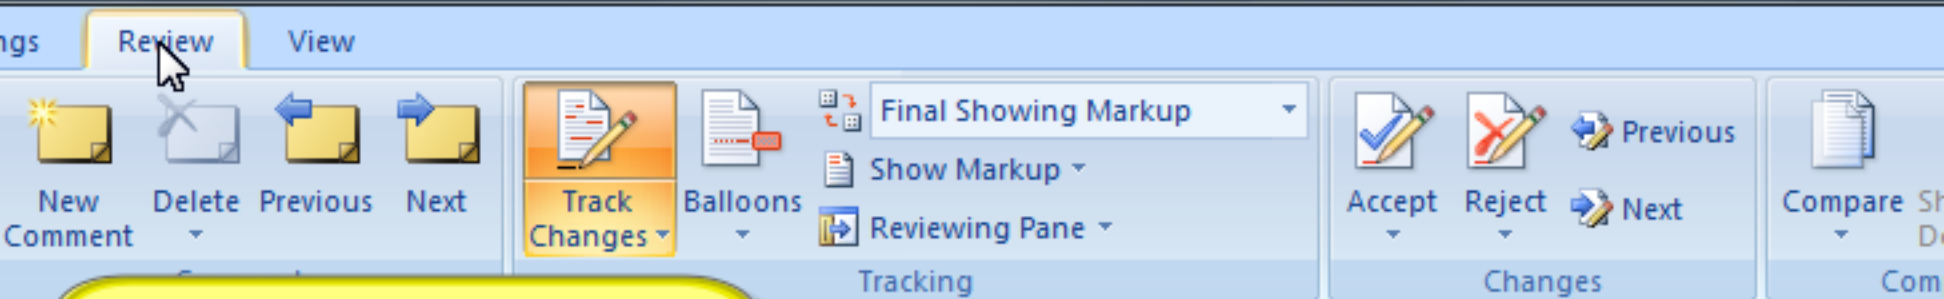 Review
View
New Comment
Delete
Previous
Next
Track Changes
Balloons
Final Showing Markup
Show Markup
Reviewing Pane
Tracking
Accept
Reject
Previous
Next
Changes
Compare